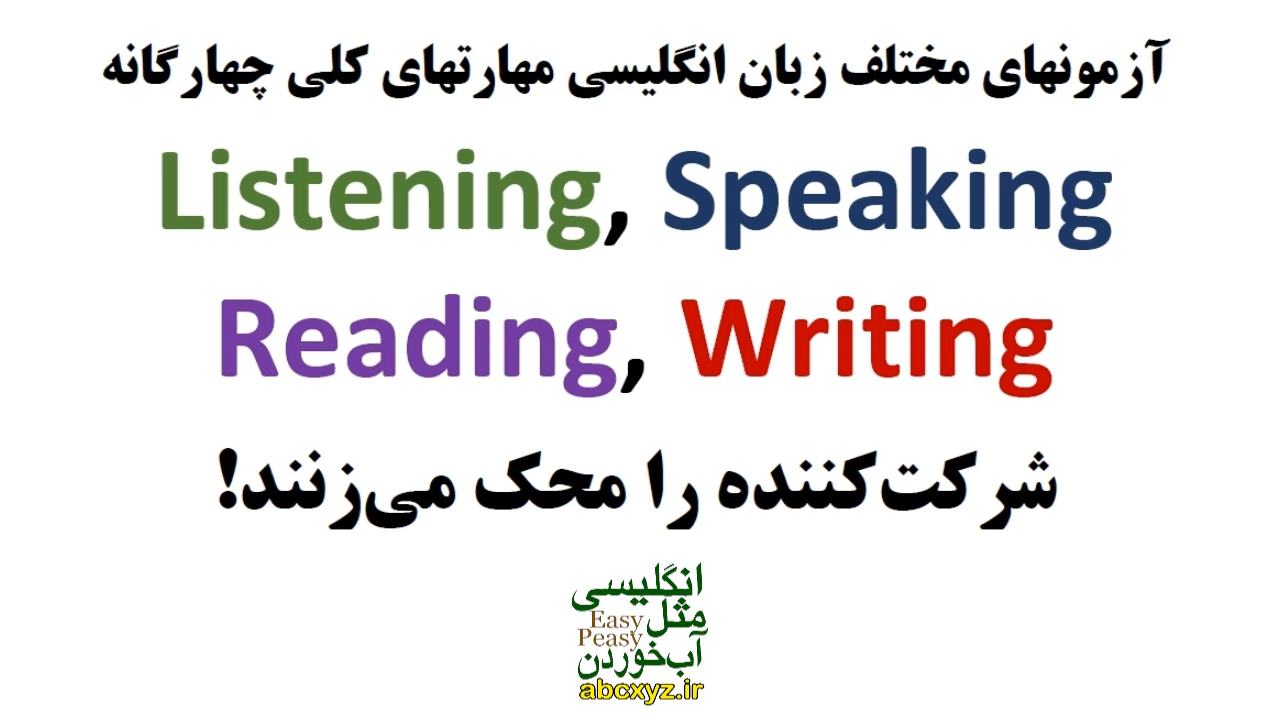 آزمونهای مختلف زبان انگلیسی مهارتهای کلی چهارگانه
Listening, Speaking
Reading, Writing
شرکت‌کننده را محک می‌زنند!
انگلیسی
مثل
Easy
Peasy
آب‌خوردن
abcxyz.ir